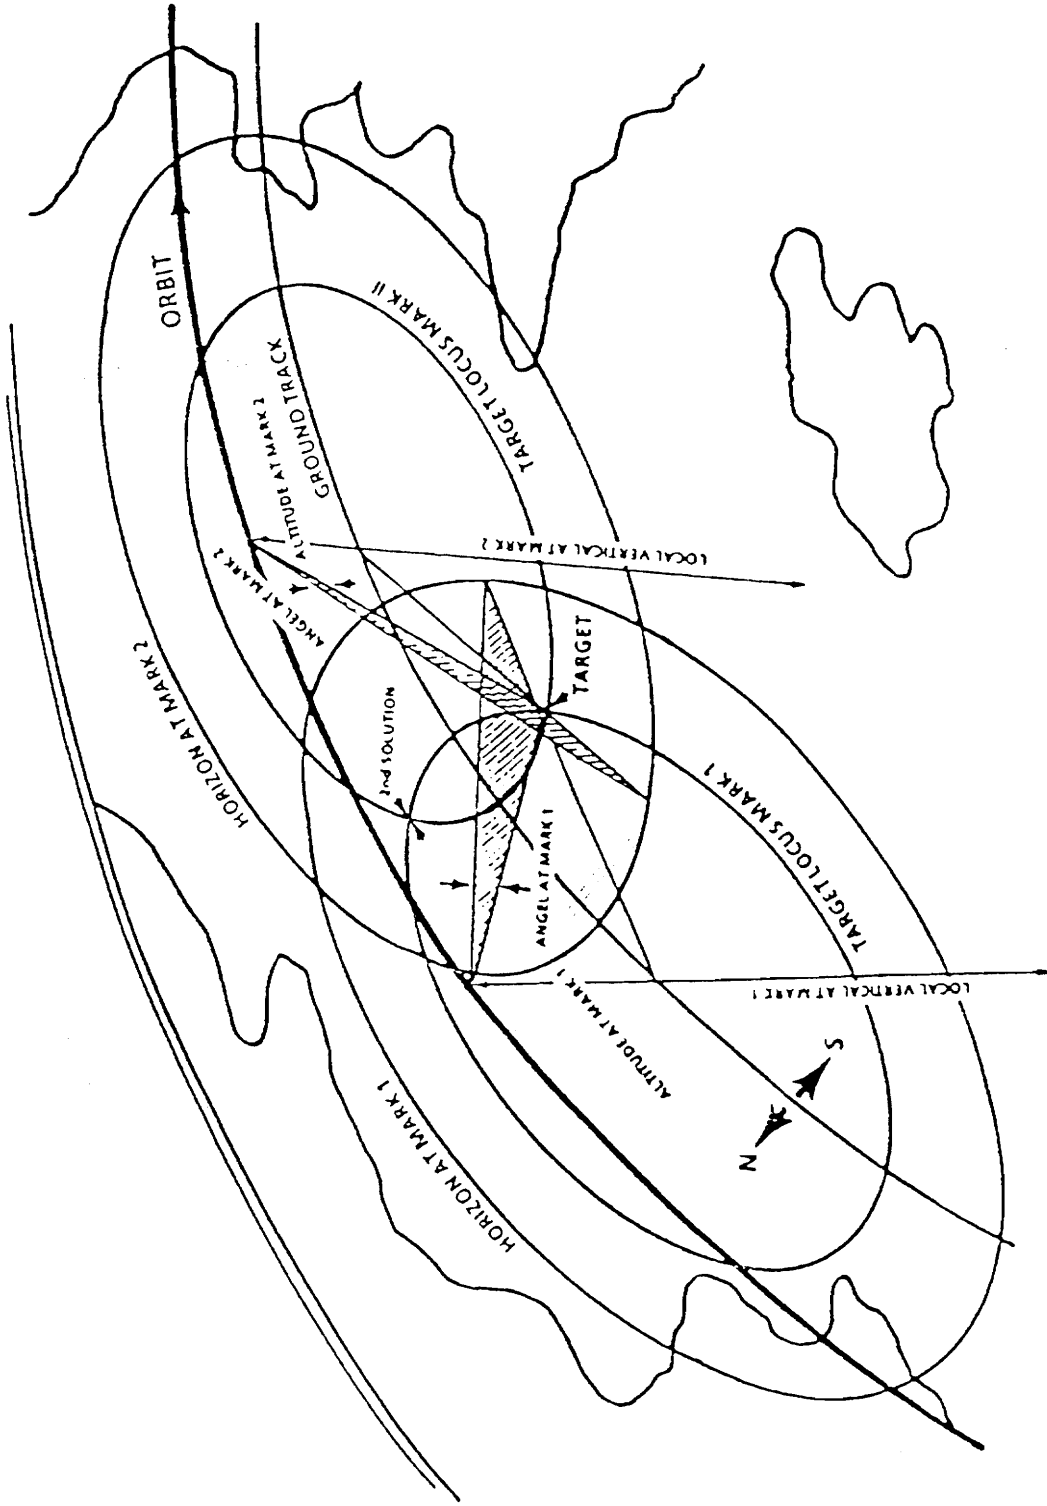 ORBIT
GROUND TRACK
ALTITUDE AT MARK 2
TARGET LOCUS MARK II
LOCAL VERTICAL AT MARK 2
ANGEL AT MARK 2
HORIZON AT MARK 2
2nd SOLUTION
TARGET
ANGEL AT MARK 1
TARGET LOCUS MARK 1
LOCAL VERTICAL AT MARK 1
ALTITUDE AT MARK 1
HORIZON AT MARK 1
N
S